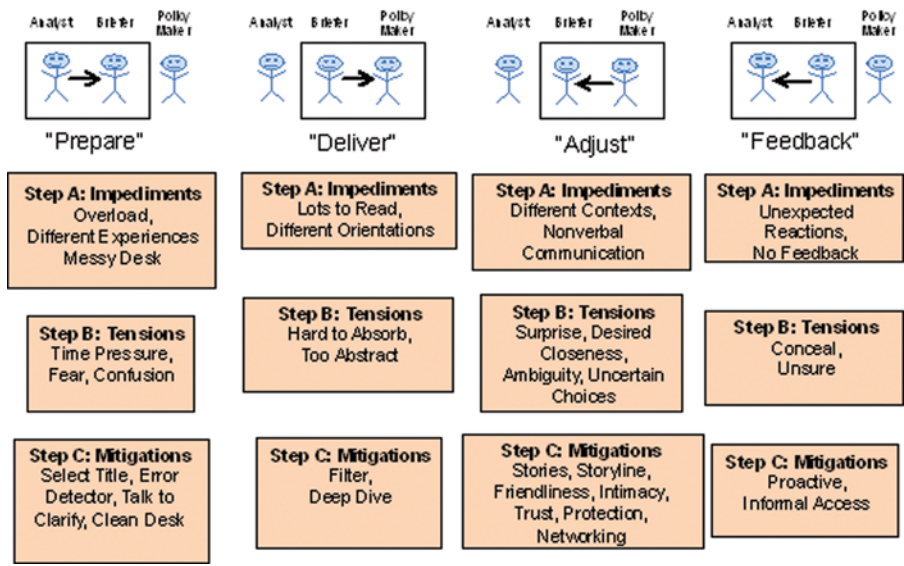 Analyst Briefer Policy Maker
Analyst Briefer Policy Maker
Analyst Briefer Policy Maker
Analyst Briefer Policy Maker
"Prepare"
"Deliver"
"Adjust"
"Feedback"
Step A: Impediments
Overload,
Different Experiences
Messy Desk
Step A: Impediments
Lots to Read,
Different Orientations
Step A: Impediments
Different Contexts,
Nonverbal
Communication
Step A: Impediments
Unexpected
Reactions,
No Feedback
Step B: Tensions
Time Pressure,
Fear, Confusion
Step B: Tensions
Hard to Absorb,
Too Abstract
Step B: Tensions
Surprise, Desired
Closeness,
Ambiguity, Uncertain
Choices
Step B: Tensions
Conceal,
Unsure
Step C: Mitigations
Select Title, Error
Detector, Talk to
Clarify, Clean Desk
Step C: Mitigations
Filter,
Deep Dive
Step C: Mitigations
Stories, Storyline,
Friendliness, Intimacy,
Trust, Protection,
Networking
Step C: Mitigations
Proactive,
Informal Access